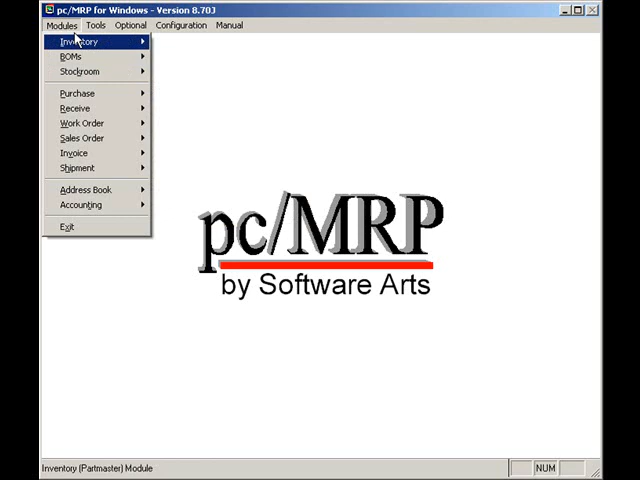 pc/MRP for Windows - Version 8.70J
Modules Tools Optional Configuration Manual
Inventory
BOMs
Stockroom
Purchase
Receive
Work Order
Sales Order
Invoice
Shipment
Address Book
Accounting
Exit
pc/MRP
by Software Arts
Inventory (Partmaster) Module NUM